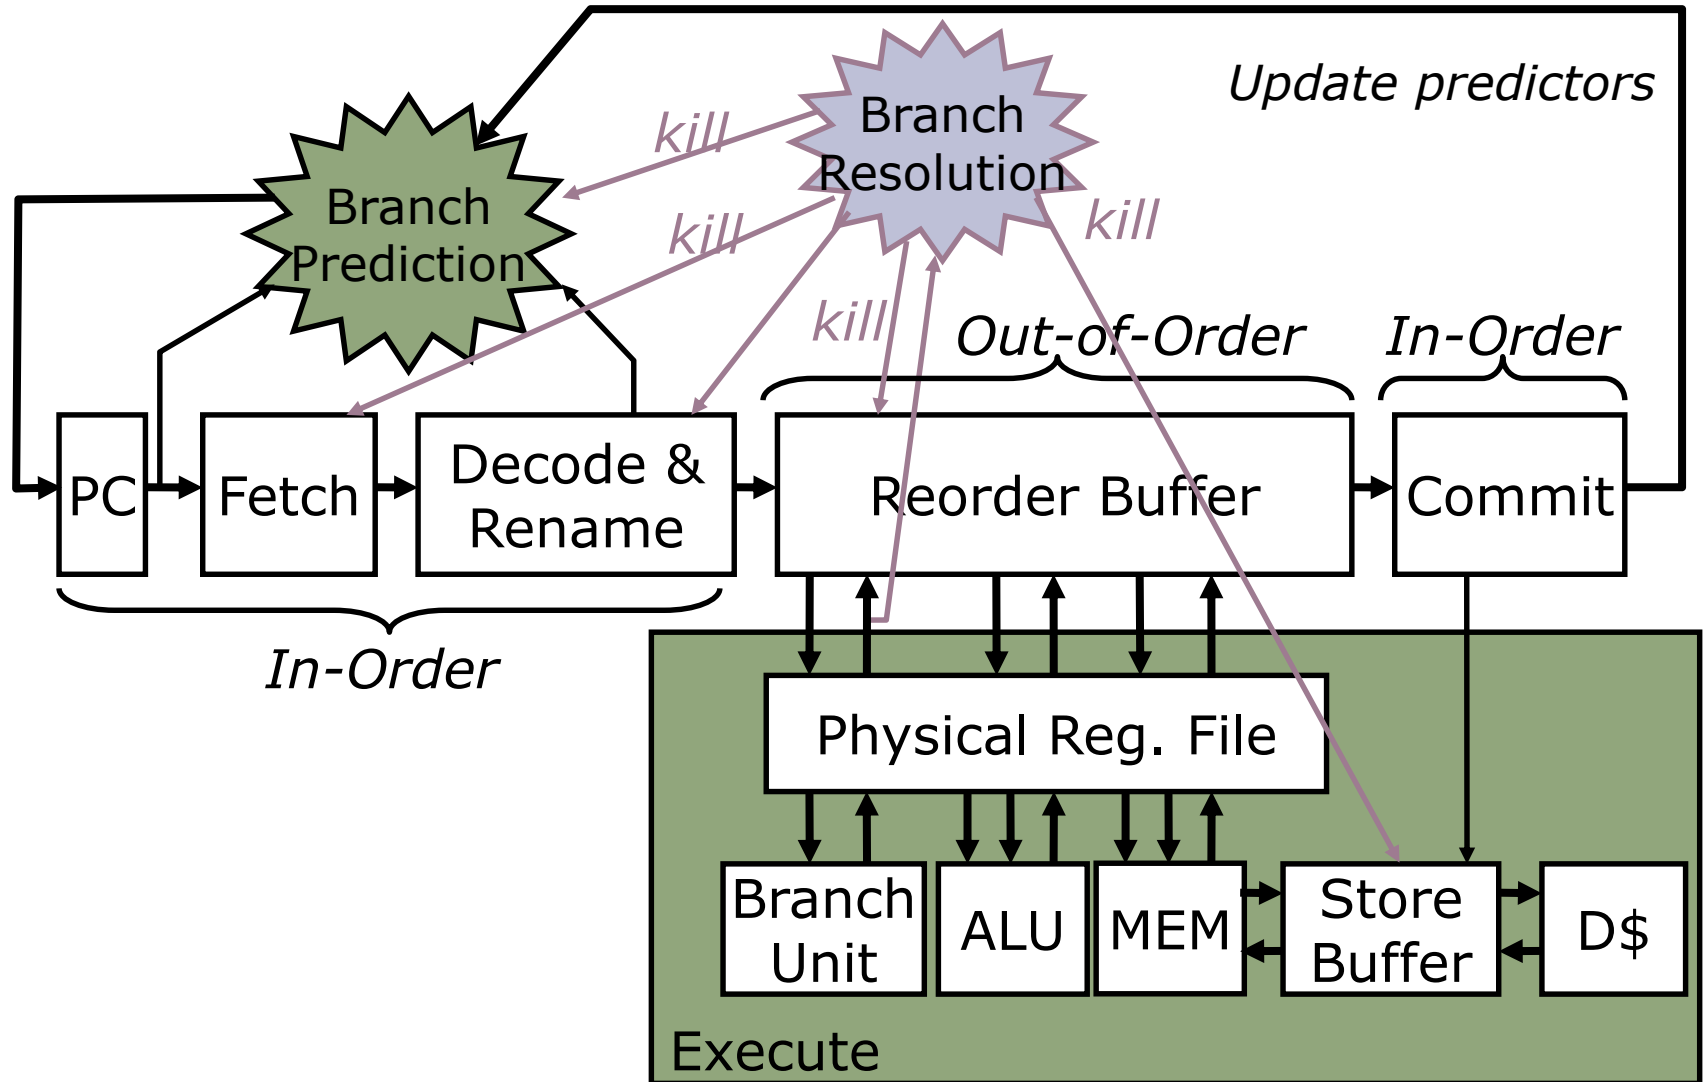 Update predictors
Branch
Resolution
kill
Branch
Prediction
kill
kill
kill
Out-of-Order
In-Order
PC
Fetch
Decode &
Rename
Reorder Buffer
Commit
In-Order
Physical Reg. File
Branch
Unit
ALU
MEM
Store
Buffer
D$
Execute